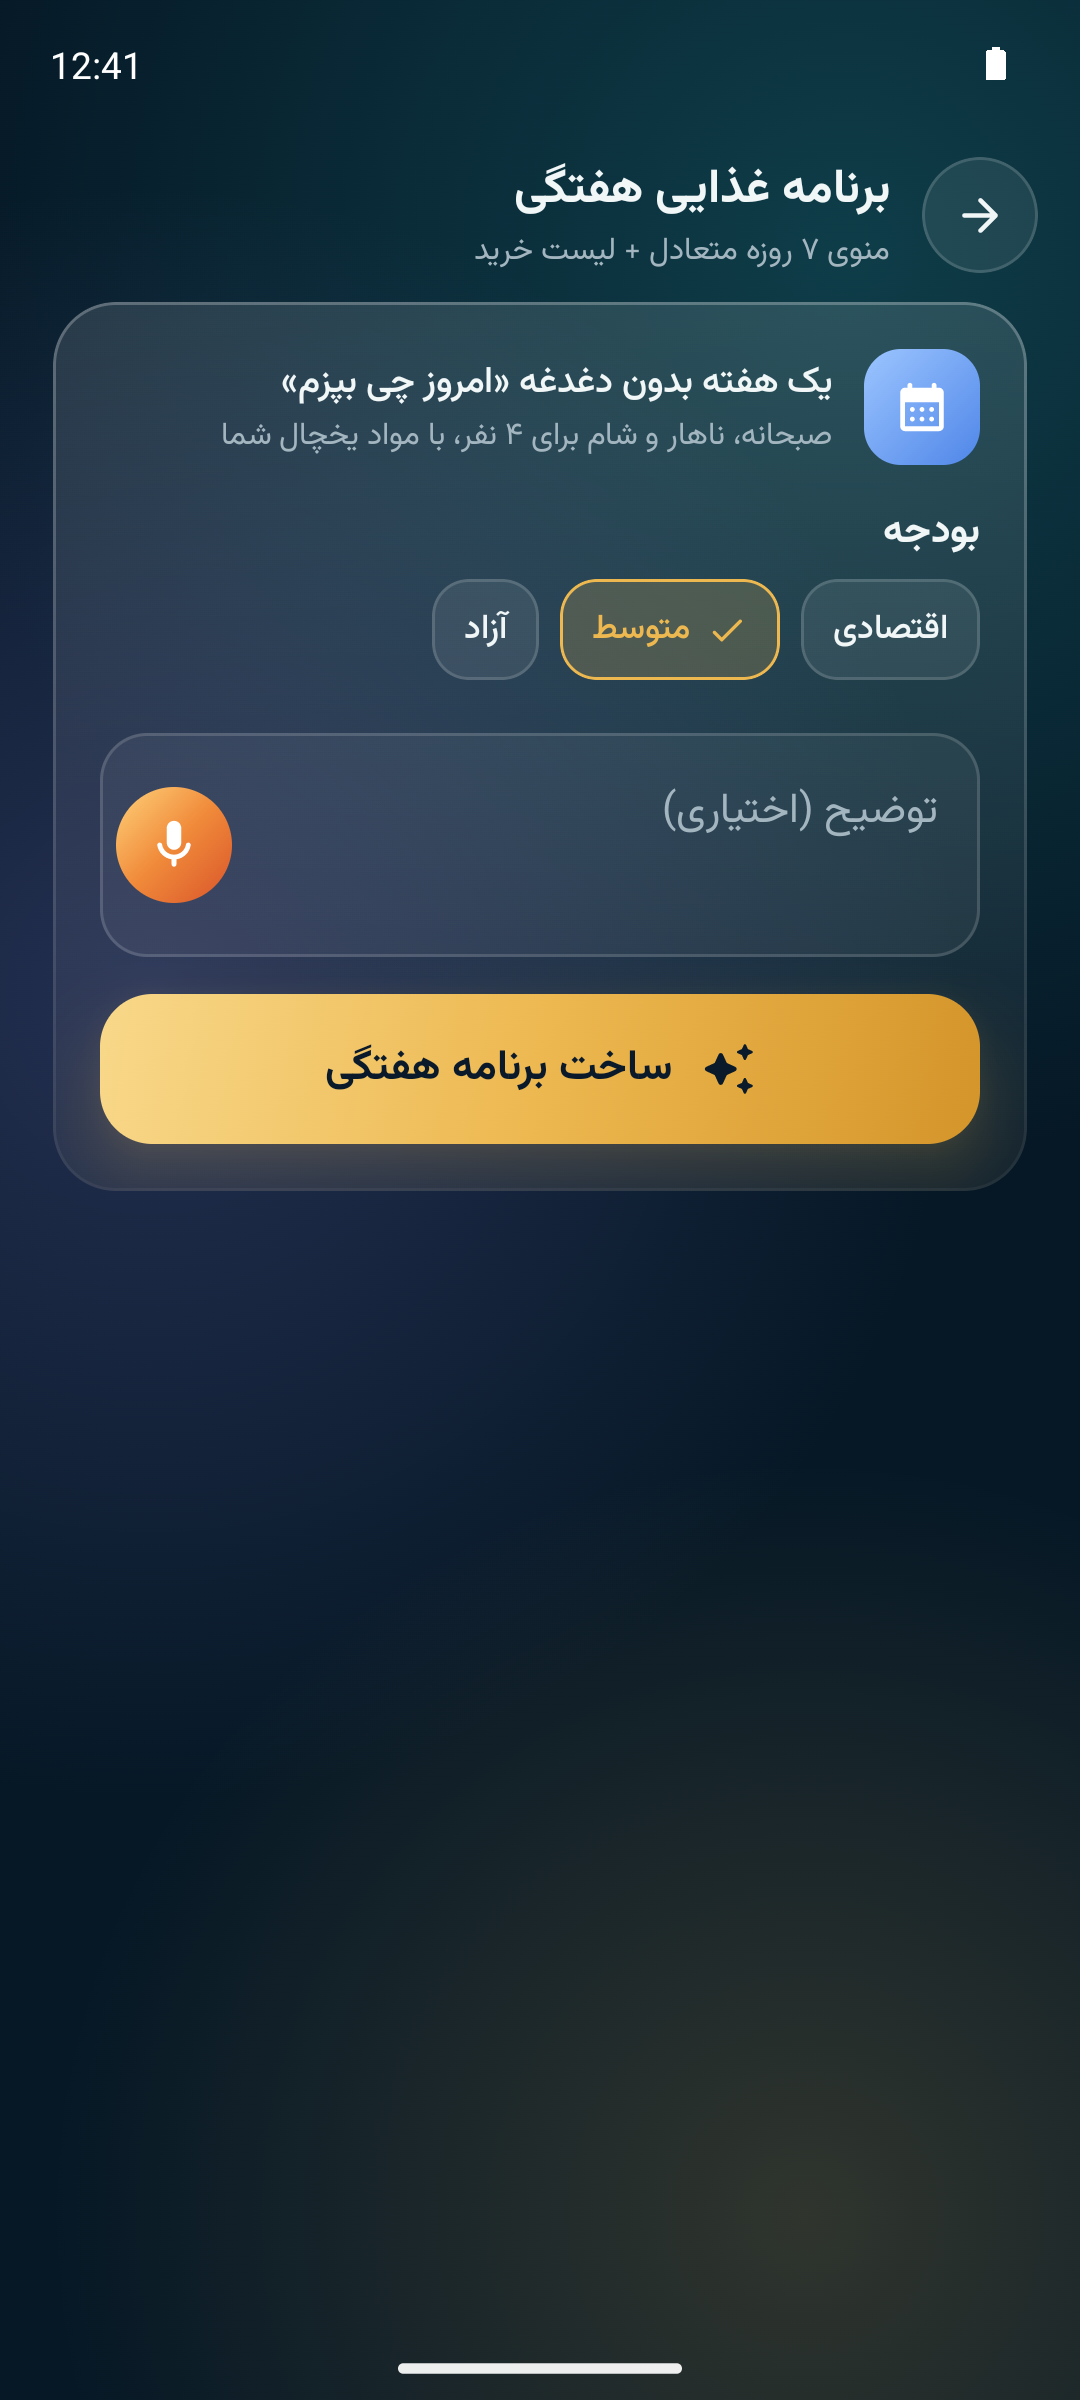 12:41
برنامه غذایی هفتگی
منوی ۷ روزه متعادل + لیست خرید
یک هفته بدون دغدغه «امروز چی بپزم»
صبحانه، ناهار و شام برای ۴ نفر، با مواد یخچال شما
بودجه
اقتصادی متوسط آزاد
توضیح (اختیاری)
ساخت برنامه هفتگی